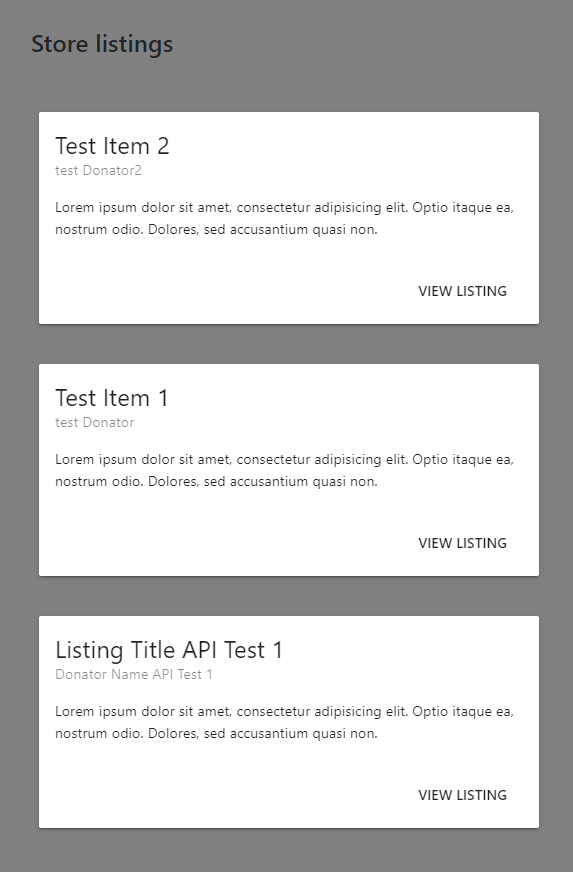 Store listings
Test Item 2
test Donator2
Lorem ipsum dolor sit amet, consectetur adipisicing elit. Optio itaque ea,
nostrum odio. Dolores, sed accusantium quasi non.
VIEW LISTING
Test Item 1
test Donator
Lorem ipsum dolor sit amet, consectetur adipisicing elit. Optio itaque ea,
nostrum odio. Dolores, sed accusantium quasi non.
VIEW LISTING
Listing Title API Test 1
Donator Name API Test 1
Lorem ipsum dolor sit amet, consectetur adipisicing elit. Optio itaque ea,
nostrum odio. Dolores, sed accusantium quasi non.
VIEW LISTING